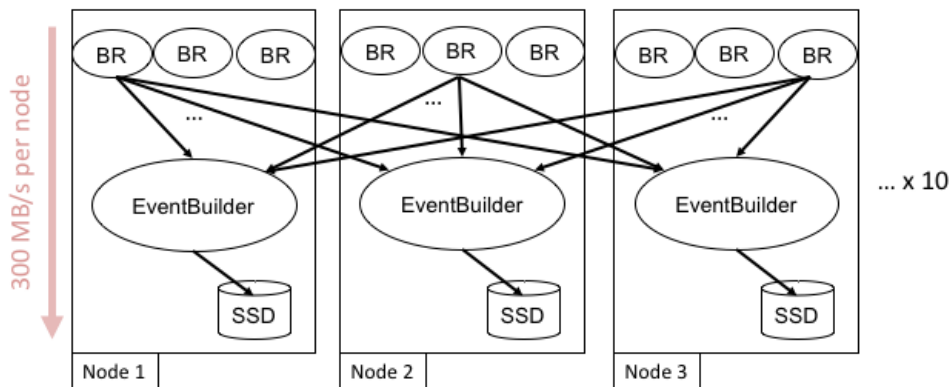 300 MB/s per node
BR BR BR
BR BR BR
BR BR BR
... ... ...
EventBuilder
EventBuilder
EventBuilder
... x 10
SSD
SSD
SSD
Node 1
Node 2
Node 3